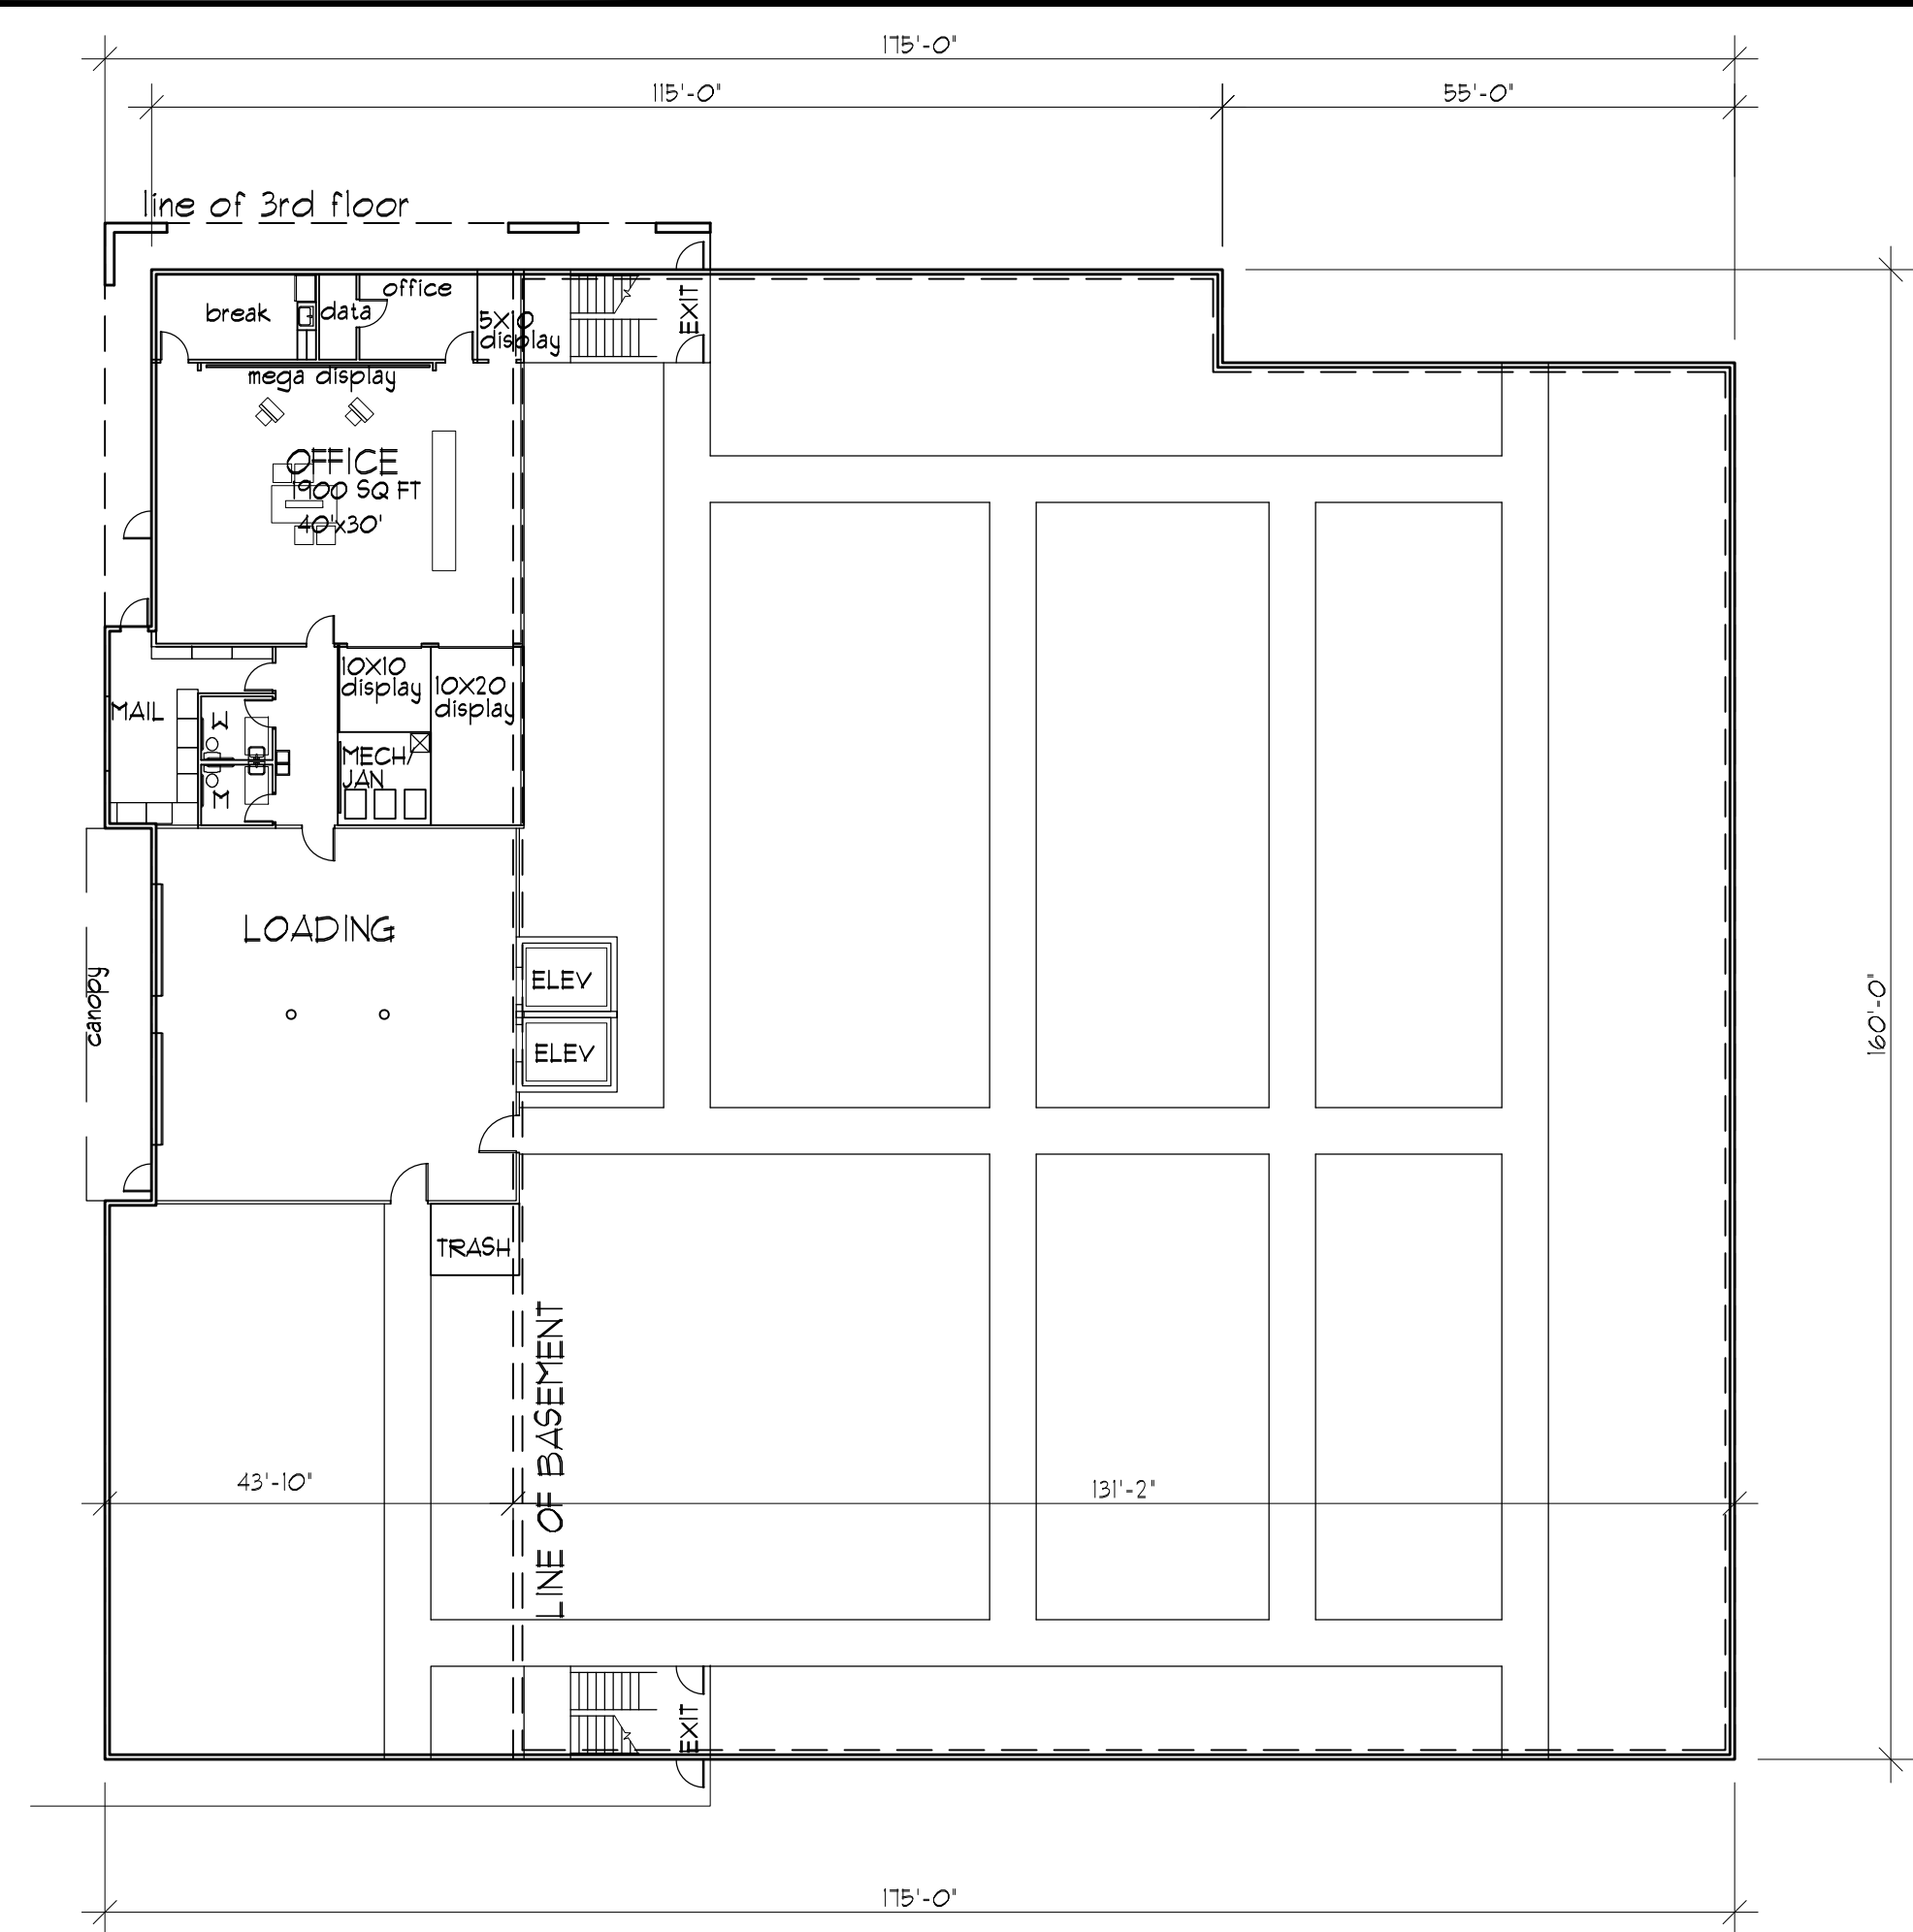 175'-0"
115'-0"
55'-0"
line of 3rd floor
break
data
office
5X10
display
EXIT
mega display
OFFICE
1900 SQ FT
40'x30'
10X10
display
10X20
display
MAIL
W
MECH/
JAN
M
LOADING
canopy
ELEV
ELEV
160'-0"
TRASH
LINE OF BASEMENT
43'-10"
131'-2"
EXIT
175'-0"